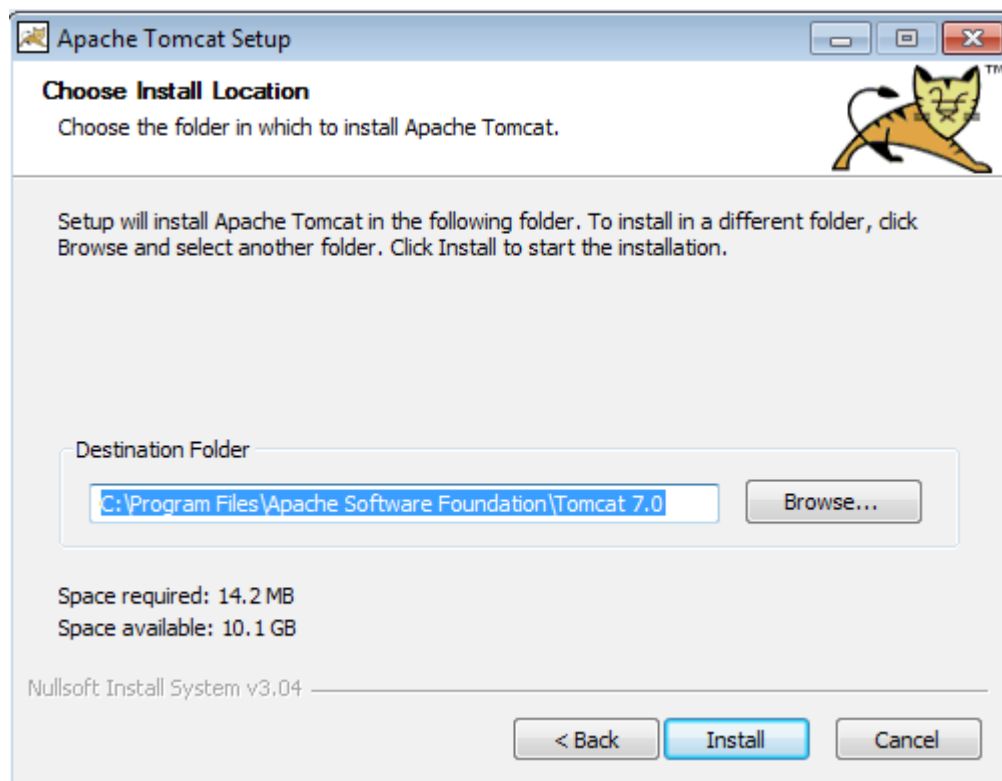 Apache Tomcat Setup
Choose Install Location
Choose the folder in which to install Apache Tomcat.
TM
Setup will install Apache Tomcat in the following folder. To install in a different folder, click
Browse and select another folder. Click Install to start the installation.
Destination Folder
C:\Program Files\Apache Software Foundation\Tomcat 7.0
Browse...
Space required: 14.2 MB
Space available: 10.1 GB
Nullsoft Install System v3.04
< Back
Install
Cancel